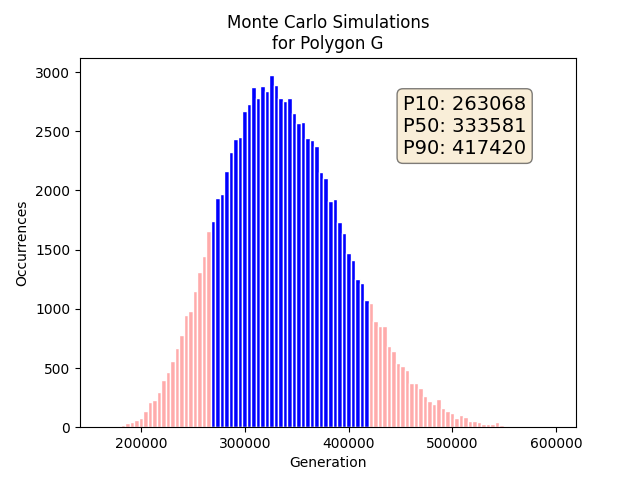 Monte Carlo Simulations
for Polygon G
P10: 263068
P50: 333581
P90: 417420
3000
2500
2000
1500
1000
500
0
Occurrences
200000 300000 400000 500000 600000
Generation